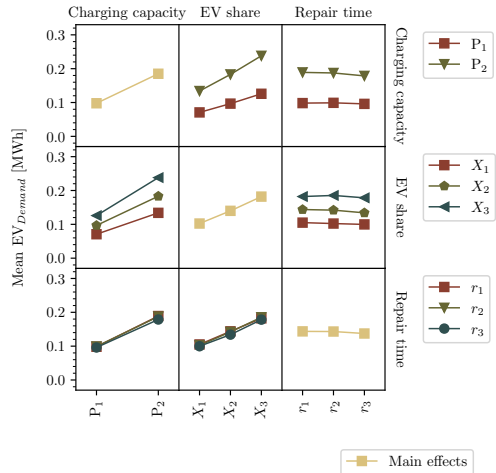 Charging capacity EV share Repair time
0.3
0.2
0.1
0.0
Charging capacity
P₁
P₂
Mean EV_Demand [MWh]
0.3
0.2
0.1
0.0
EV share
X₁
X₂
X₃
0.3
0.2
0.1
0.0
Repair time
r₁
r₂
r₃
P₁ P₂ X₁ X₂ X₃ r₁ r₂ r₃
Main effects